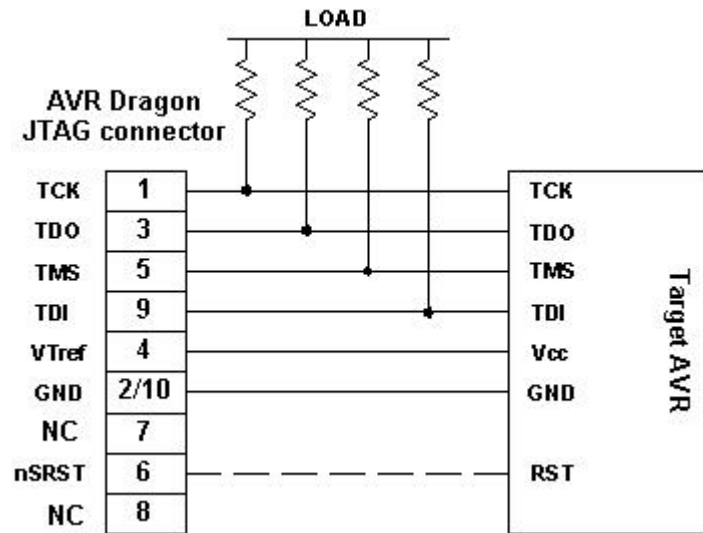 LOAD
AVR Dragon
JTAG connector
TCK 1 TCK
TDO 3 TDO
TMS 5 TMS
TDI 9 TDI
VTref 4 Vcc
GND 2/10 GND
NC 7
nSRST 6 RST
NC 8
Target AVR